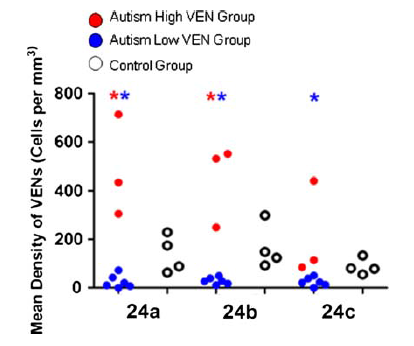 Autism High VEN Group
Autism Low VEN Group
Control Group
Mean Density of VENs (Cells per mm³)
800
600
400
200
0
* *
* *
*
24a
24b
24c